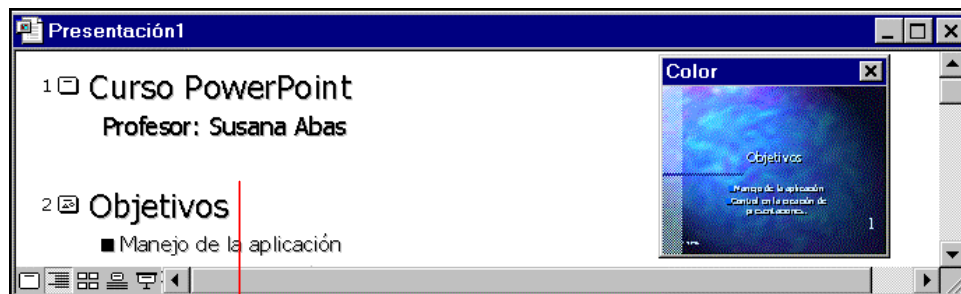 Presentación1
1 Curso PowerPoint
Profesor: Susana Abas
2 Objetivos
■ Manejo de la aplicación
Color
Objetivos
Manejo de la aplicación
Control en la creación de
presentaciones.
1